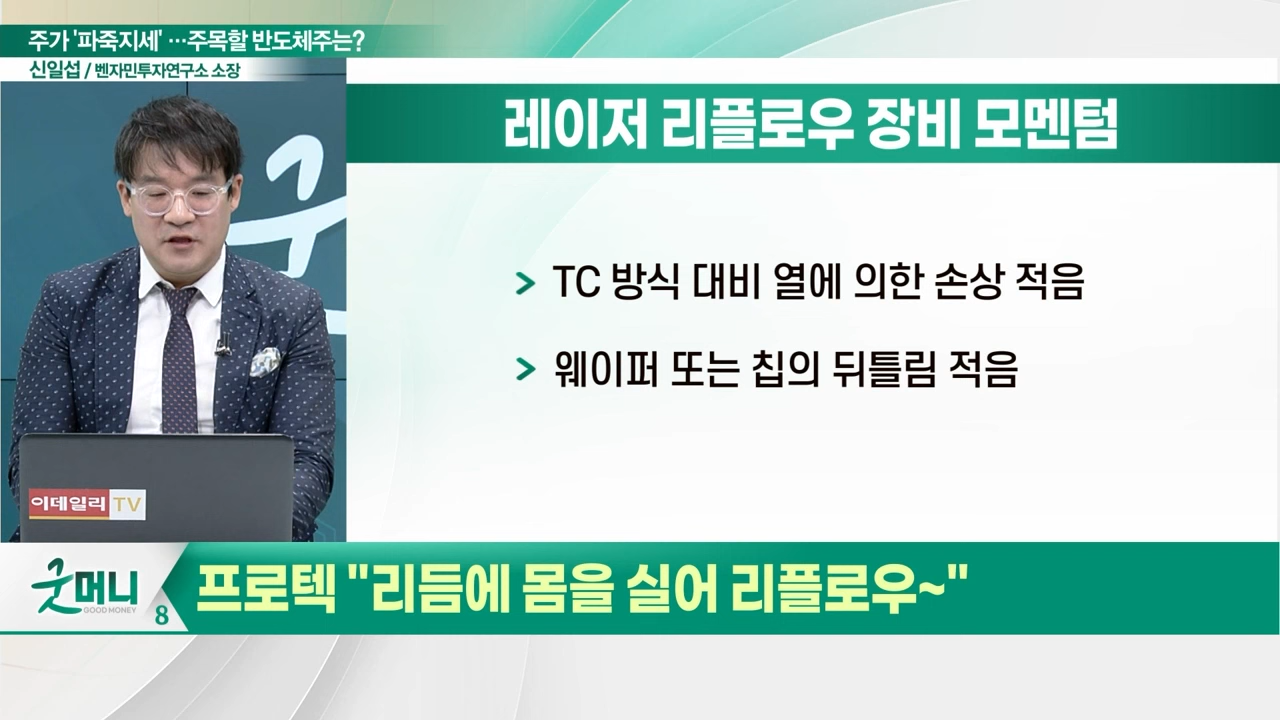 주가 '파죽지세' …주목할 반도체주는?
신일섭 / 벤자민투자연구소 소장
레이저 리플로우 장비 모멘텀
> TC 방식 대비 열에 의한 손상 적음
> 웨이퍼 또는 칩의 뒤틀림 적음
이데일리 TV
굿머니
GOOD MONEY
8
프로텍 "리듬에 몸을 실어 리플로우~"